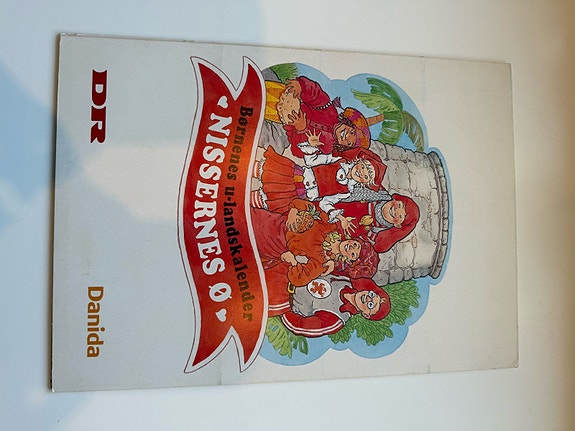 Børnenes u-landskalender
NISSERNES Ø
DR
Danida